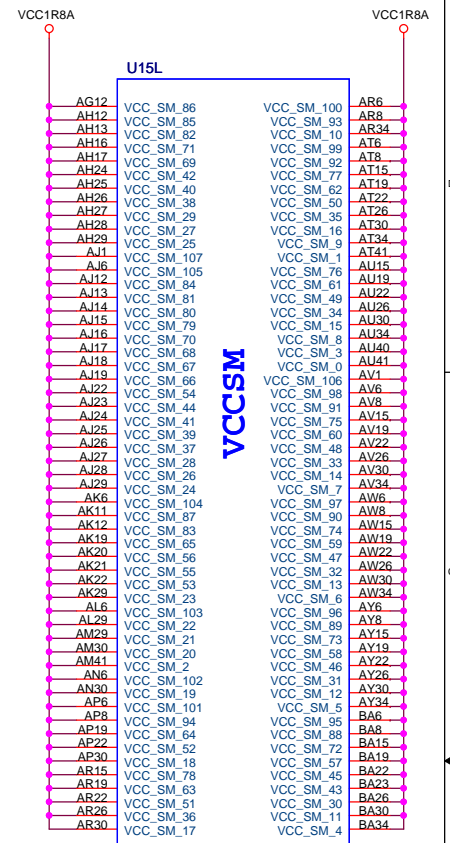 VCC1R8A VCC1R8A
U15L
AG12 VCC_SM_86 VCC_SM_100 AR6
AH12 VCC_SM_85 VCC_SM_93 AR8
AH13 VCC_SM_82 VCC_SM_10 AR34
AH16 VCC_SM_71 VCC_SM_99 AT6
AH17 VCC_SM_69 VCC_SM_92 AT8
AH24 VCC_SM_42 VCC_SM_77 AT15
AH25 VCC_SM_40 VCC_SM_62 AT19
AH26 VCC_SM_38 VCC_SM_50 AT22
AH27 VCC_SM_29 VCC_SM_35 AT26
AH28 VCC_SM_27 VCC_SM_16 AT30
AH29 VCC_SM_25 VCC_SM_9 AT34
AJ1 VCC_SM_107 VCC_SM_1 AT41
AJ6 VCC_SM_105 VCC_SM_76 AU15
AJ12 VCC_SM_84 VCC_SM_61 AU19
AJ13 VCC_SM_81 VCC_SM_49 AU22
AJ14 VCC_SM_80 VCC_SM_34 AU26
AJ15 VCC_SM_79 VCC_SM_15 AU30
AJ16 VCC_SM_70 VCC_SM_8 AU34
AJ17 VCC_SM_68 VCC_SM_3 AU40
AJ18 VCC_SM_67 VCC_SM_0 AU41
AJ19 VCC_SM_66 VCC_SM_106 AV1
AJ22 VCC_SM_54 VCC_SM_98 AV6
AJ23 VCC_SM_44 VCC_SM_91 AV8
AJ24 VCC_SM_41 VCC_SM_75 AV15
AJ25 VCC_SM_39 VCC_SM_60 AV19
AJ26 VCC_SM_37 VCC_SM_48 AV22
AJ27 VCC_SM_28 VCC_SM_33 AV26
AJ28 VCC_SM_26 VCC_SM_14 AV30
AJ29 VCC_SM_24 VCC_SM_7 AV34
AK6 VCC_SM_104 VCC_SM_97 AW6
AK11 VCC_SM_87 VCC_SM_90 AW8
AK12 VCC_SM_83 VCC_SM_74 AW15
AK19 VCC_SM_65 VCC_SM_59 AW19
AK20 VCC_SM_56 VCC_SM_47 AW22
AK21 VCC_SM_55 VCC_SM_32 AW26
AK22 VCC_SM_53 VCC_SM_13 AW30
AK29 VCC_SM_23 VCC_SM_6 AW34
AL6 VCC_SM_103 VCC_SM_96 AY6
AL29 VCC_SM_22 VCC_SM_89 AY8
AM29 VCC_SM_21 VCC_SM_73 AY15
AM30 VCC_SM_20 VCC_SM_58 AY19
AM41 VCC_SM_2 VCC_SM_46 AY22
AN6 VCC_SM_102 VCC_SM_31 AY26
AN30 VCC_SM_19 VCC_SM_12 AY30
AP6 VCC_SM_101 VCC_SM_5 AY34
AP8 VCC_SM_94 VCC_SM_95 BA6
AP19 VCC_SM_64 VCC_SM_88 BA8
AP22 VCC_SM_52 VCC_SM_72 BA15
AP30 VCC_SM_18 VCC_SM_57 BA19
AR15 VCC_SM_78 VCC_SM_45 BA22
AR19 VCC_SM_63 VCC_SM_43 BA23
AR22 VCC_SM_51 VCC_SM_30 BA26
AR26 VCC_SM_36 VCC_SM_11 BA30
AR30 VCC_SM_17 VCC_SM_4 BA34
VCCSM